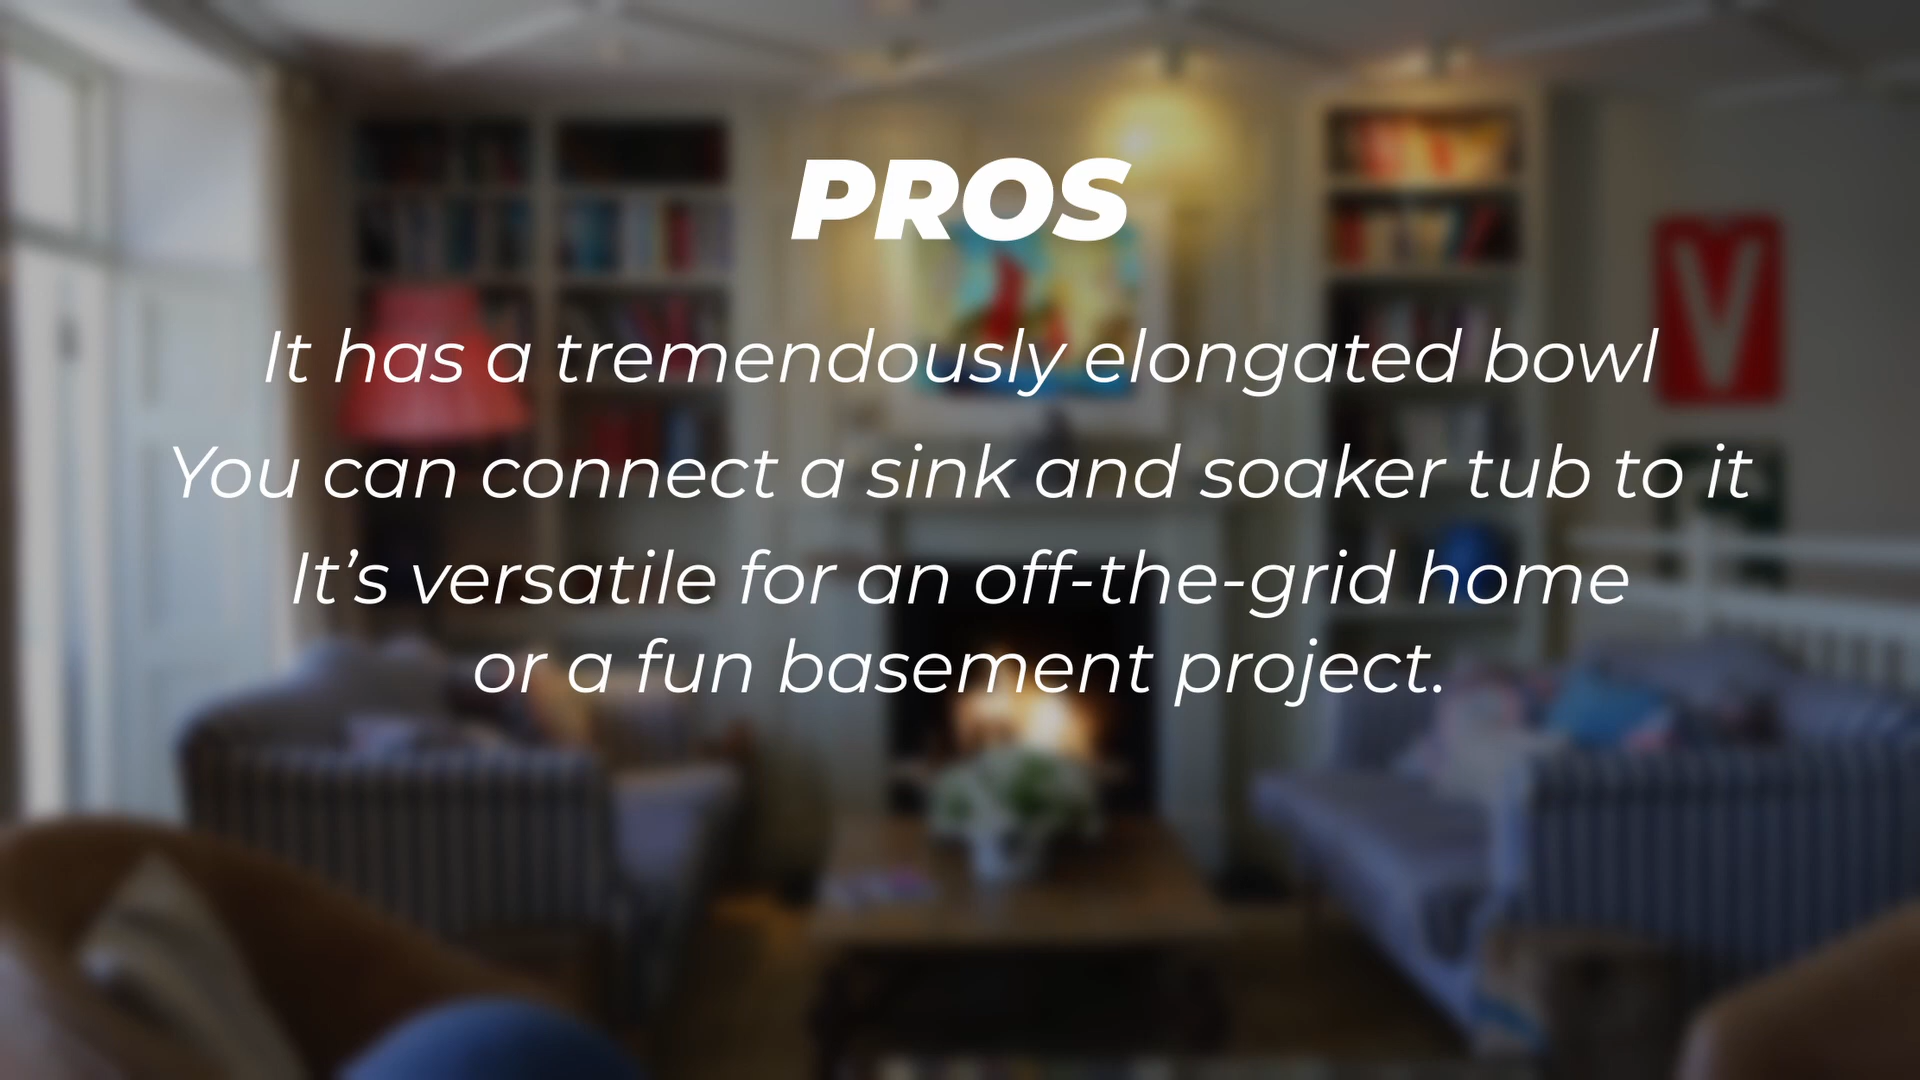 PROS
It has a tremendously elongated bowl
You can connect a sink and soaker tub to it
It’s versatile for an off-the-grid home
or a fun basement project.
V